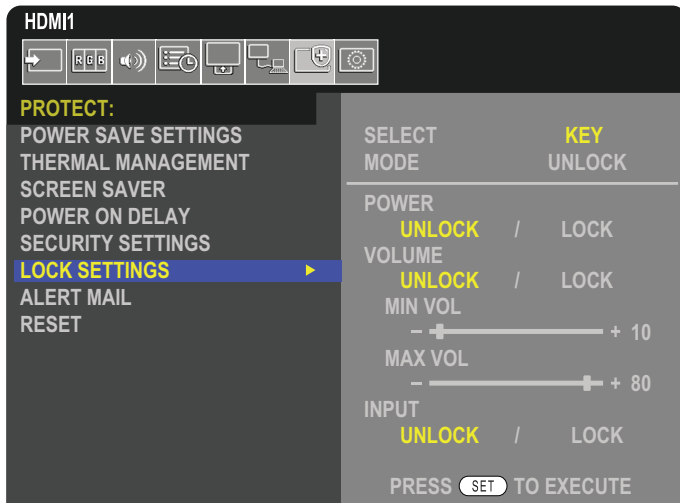 HDMI1
RGB
PROTECT:
POWER SAVE SETTINGS
THERMAL MANAGEMENT
SCREEN SAVER
POWER ON DELAY
SECURITY SETTINGS
LOCK SETTINGS
ALERT MAIL
RESET
SELECT KEY
MODE UNLOCK
POWER
UNLOCK / LOCK
VOLUME
UNLOCK / LOCK
MIN VOL
– + 10
MAX VOL
– + 80
INPUT
UNLOCK / LOCK
PRESS SET TO EXECUTE